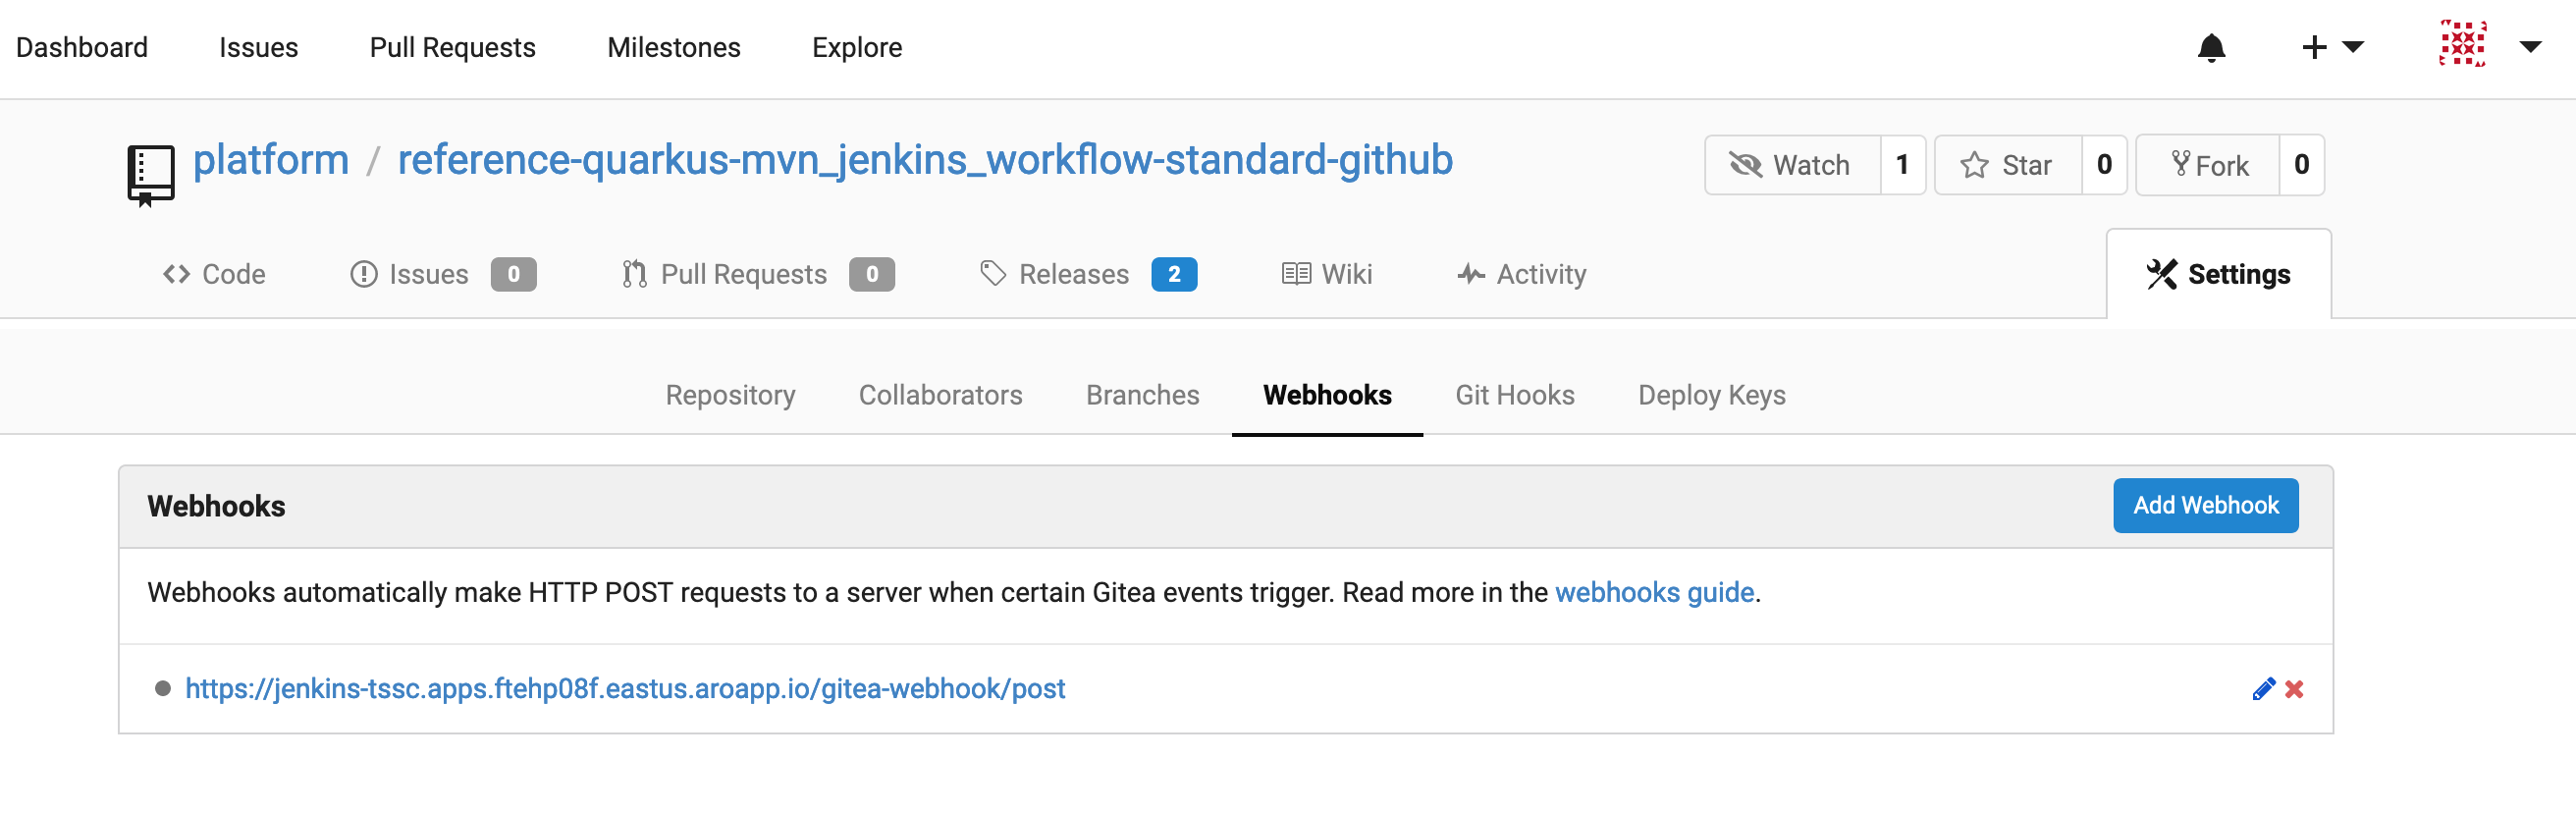 Dashboard Issues Pull Requests Milestones Explore
platform / reference-quarkus-mvn_jenkins_workflow-standard-github Watch 1 Star 0 Fork 0
Code Issues 0 Pull Requests 0 Releases 2 Wiki Activity Settings
Repository Collaborators Branches Webhooks Git Hooks Deploy Keys
Webhooks Add Webhook
Webhooks automatically make HTTP POST requests to a server when certain Gitea events trigger. Read more in the webhooks guide.
https://jenkins-tssc.apps.ftehp08f.eastus.aroapp.io/gitea-webhook/post